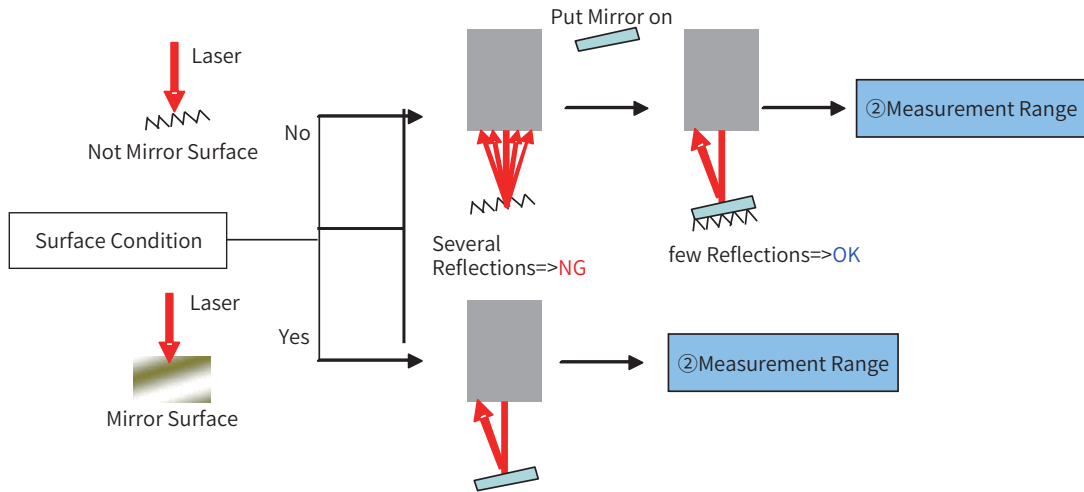 Put Mirror on
Laser
Not Mirror Surface
No
②Measurement Range
Surface Condition
Several
Reflections=>NG
few Reflections=>OK
Laser
Yes
②Measurement Range
Mirror Surface